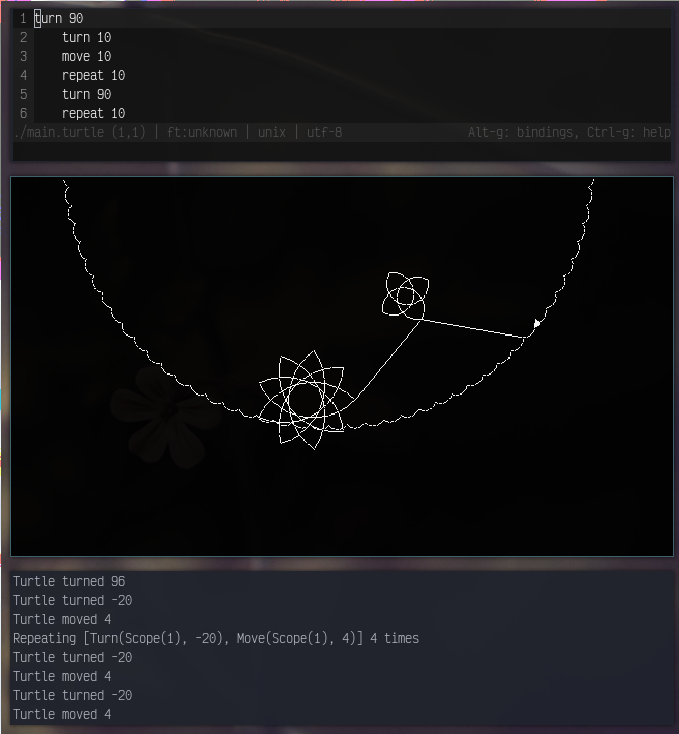 1 turn 90
2     turn 10
3     move 10
4     repeat 10
5     turn 90
6     repeat 10
./main.turtle (1,1) | ft:unknown | unix | utf-8 Alt-g: bindings, Ctrl-g: help
Turtle turned 96
Turtle turned -20
Turtle moved 4
Repeating [Turn(Scope(1), -20), Move(Scope(1), 4)] 4 times
Turtle turned -20
Turtle moved 4
Turtle turned -20
Turtle moved 4